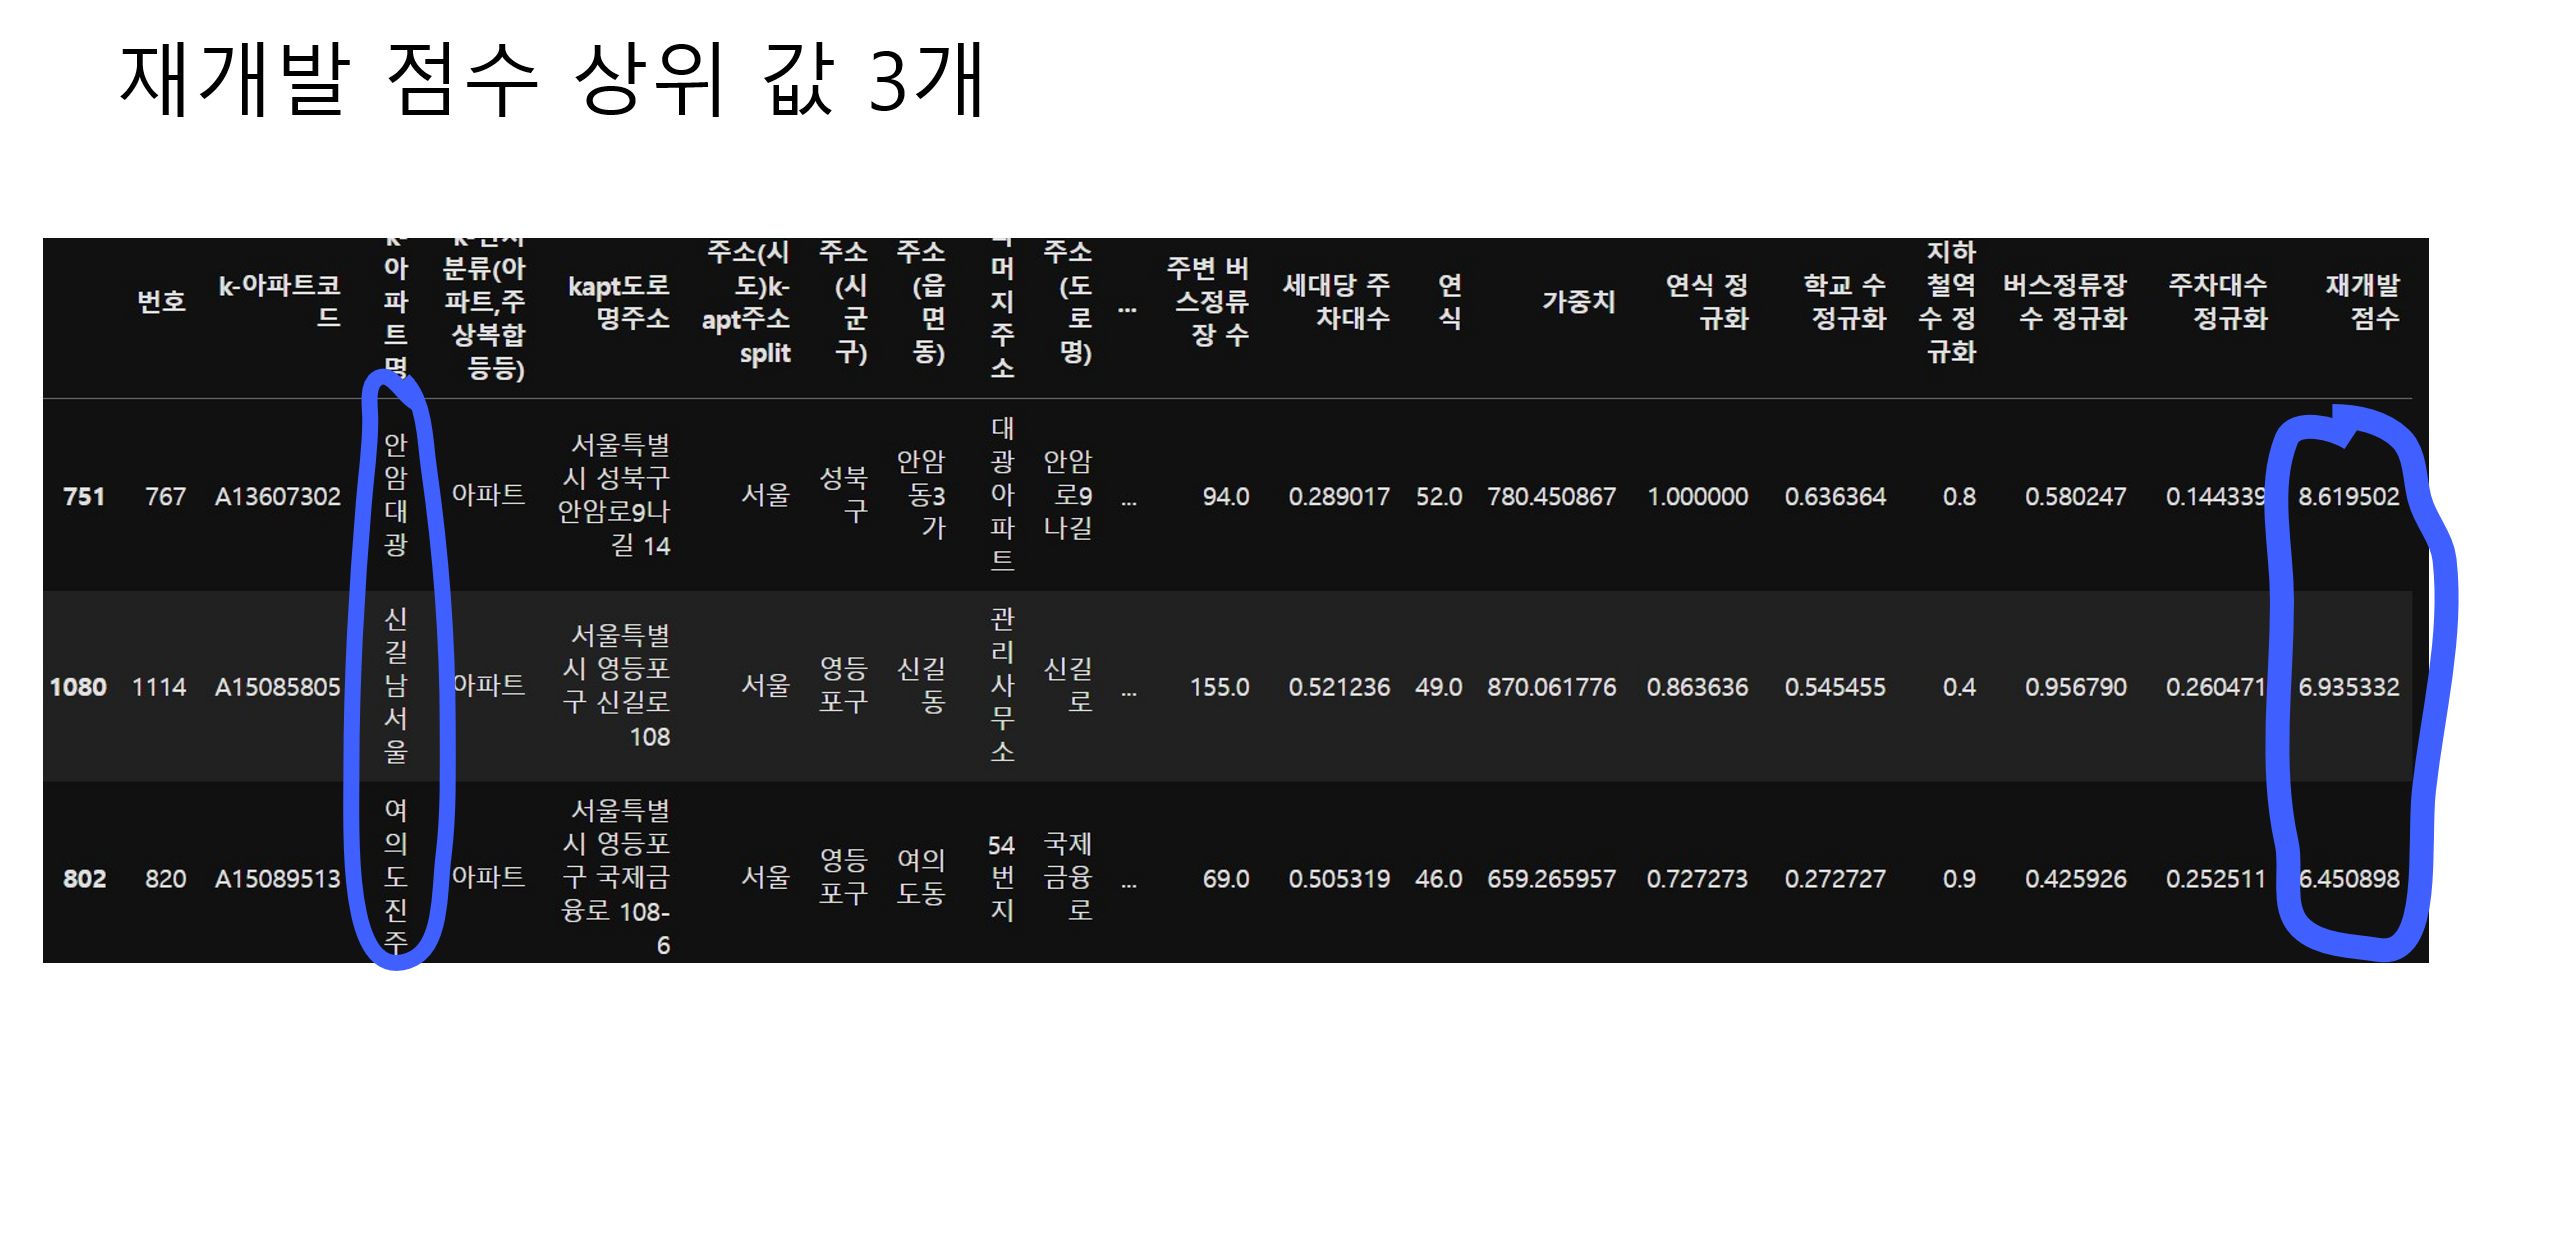 재개발 점수 상위 값 3개
번호 k-아파트코드 아파트명 분류(아파트,주상복합등등) kapt도로명주소 주소(시도)k-apt주소split 주소(시군구) 주소(읍면동) 머지주소 주소(도로명) ... 주변 버스정류장 수 세대당 주차대수 연식 가중치 연식 정규화 학교 수 정규화 지하철역 수 정규화 버스정류장 수 정규화 주차대수 정규화 재개발 점수
751 767 A13607302 안암대광 아파트 서울특별시 성북구 안암로9나길 14 서울 성북구 안암동3가 대광아파트 안암로9나길 ... 94.0 0.289017 52.0 780.450867 1.000000 0.636364 0.8 0.580247 0.144339 8.619502
1080 1114 A15085805 신길남서울 아파트 서울특별시 영등포구 신길로 108 서울 영등포구 신길동 관리사무소 신길로 ... 155.0 0.521236 49.0 870.061776 0.863636 0.545455 0.4 0.956790 0.260471 6.935332
802 820 A15089513 여의도진주 아파트 서울특별시 영등포구 국제금융로 108-6 서울 영등포구 여의도동 54번지 국제금융로 ... 69.0 0.505319 46.0 659.265957 0.727273 0.272727 0.9 0.425926 0.252511 6.450898